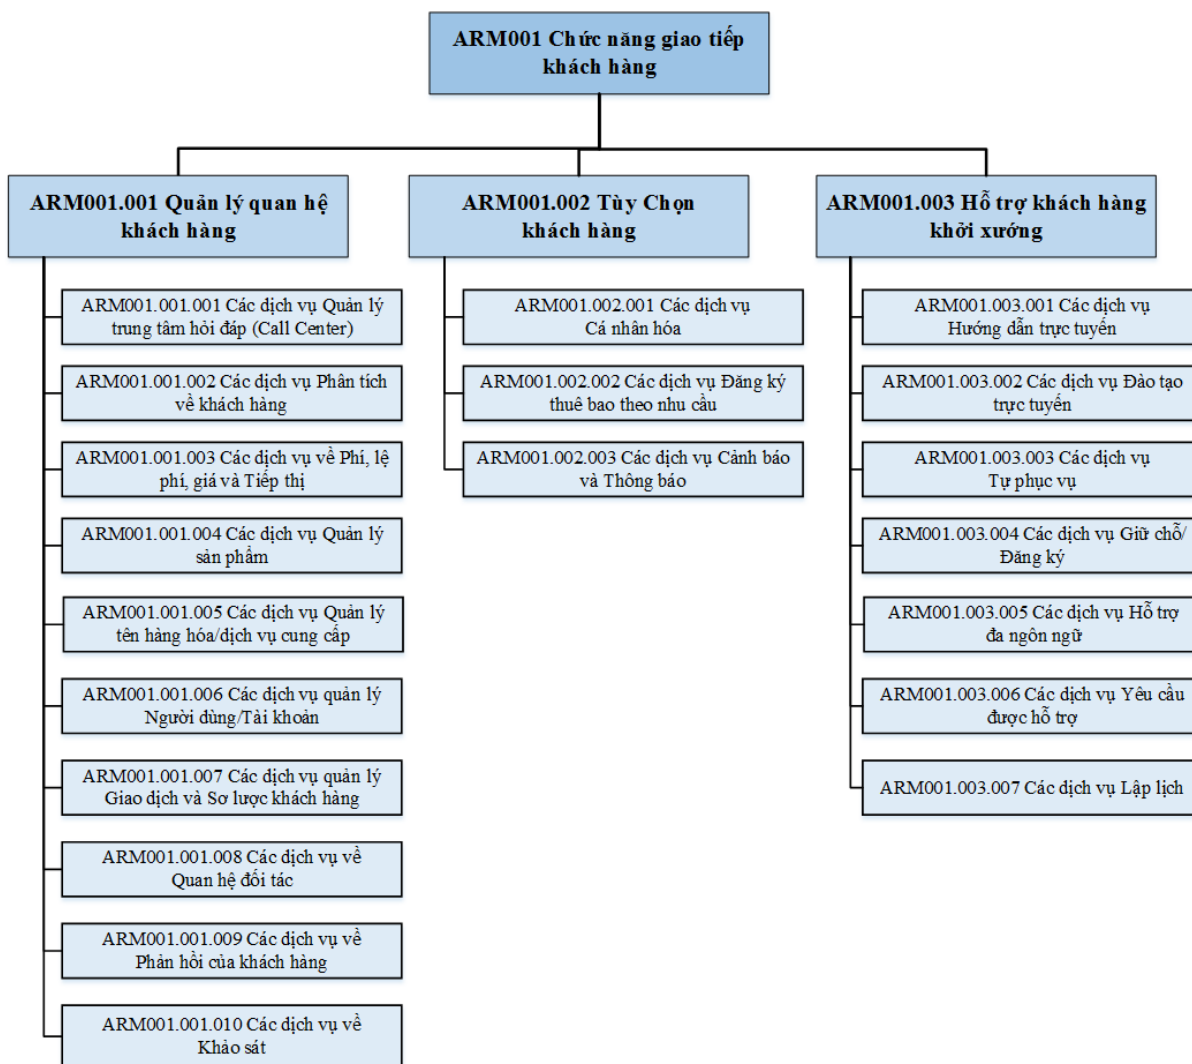 ARM001 Chức năng giao tiếp
khách hàng
ARM001.001 Quản lý quan hệ
khách hàng
ARM001.001.001 Các dịch vụ Quản lý
trung tâm hỏi đáp (Call Center)
ARM001.001.002 Các dịch vụ Phân tích
về khách hàng
ARM001.001.003 Các dịch vụ về Phí, lệ
phí, giá và Tiếp thị
ARM001.001.004 Các dịch vụ Quản lý
sản phẩm
ARM001.001.005 Các dịch vụ Quản lý
tên hàng hóa/dịch vụ cung cấp
ARM001.001.006 Các dịch vụ quản lý
Người dùng/Tài khoản
ARM001.001.007 Các dịch vụ quản lý
Giao dịch và Sơ lược khách hàng
ARM001.001.008 Các dịch vụ về
Quan hệ đối tác
ARM001.001.009 Các dịch vụ về
Phản hồi của khách hàng
ARM001.001.010 Các dịch vụ về
Khảo sát
ARM001.002 Tùy Chọn
khách hàng
ARM001.002.001 Các dịch vụ
Cá nhân hóa
ARM001.002.002 Các dịch vụ Đăng ký
thuê bao theo nhu cầu
ARM001.002.003 Các dịch vụ Cảnh báo
và Thông báo
ARM001.003 Hỗ trợ khách hàng
khởi xướng
ARM001.003.001 Các dịch vụ
Hướng dẫn trực tuyến
ARM001.003.002 Các dịch vụ Đào tạo
trực tuyến
ARM001.003.003 Các dịch vụ
Tự phục vụ
ARM001.003.004 Các dịch vụ Giữ chỗ/
Đăng ký
ARM001.003.005 Các dịch vụ Hỗ trợ
đa ngôn ngữ
ARM001.003.006 Các dịch vụ Yêu cầu
được hỗ trợ
ARM001.003.007 Các dịch vụ Lập lịch